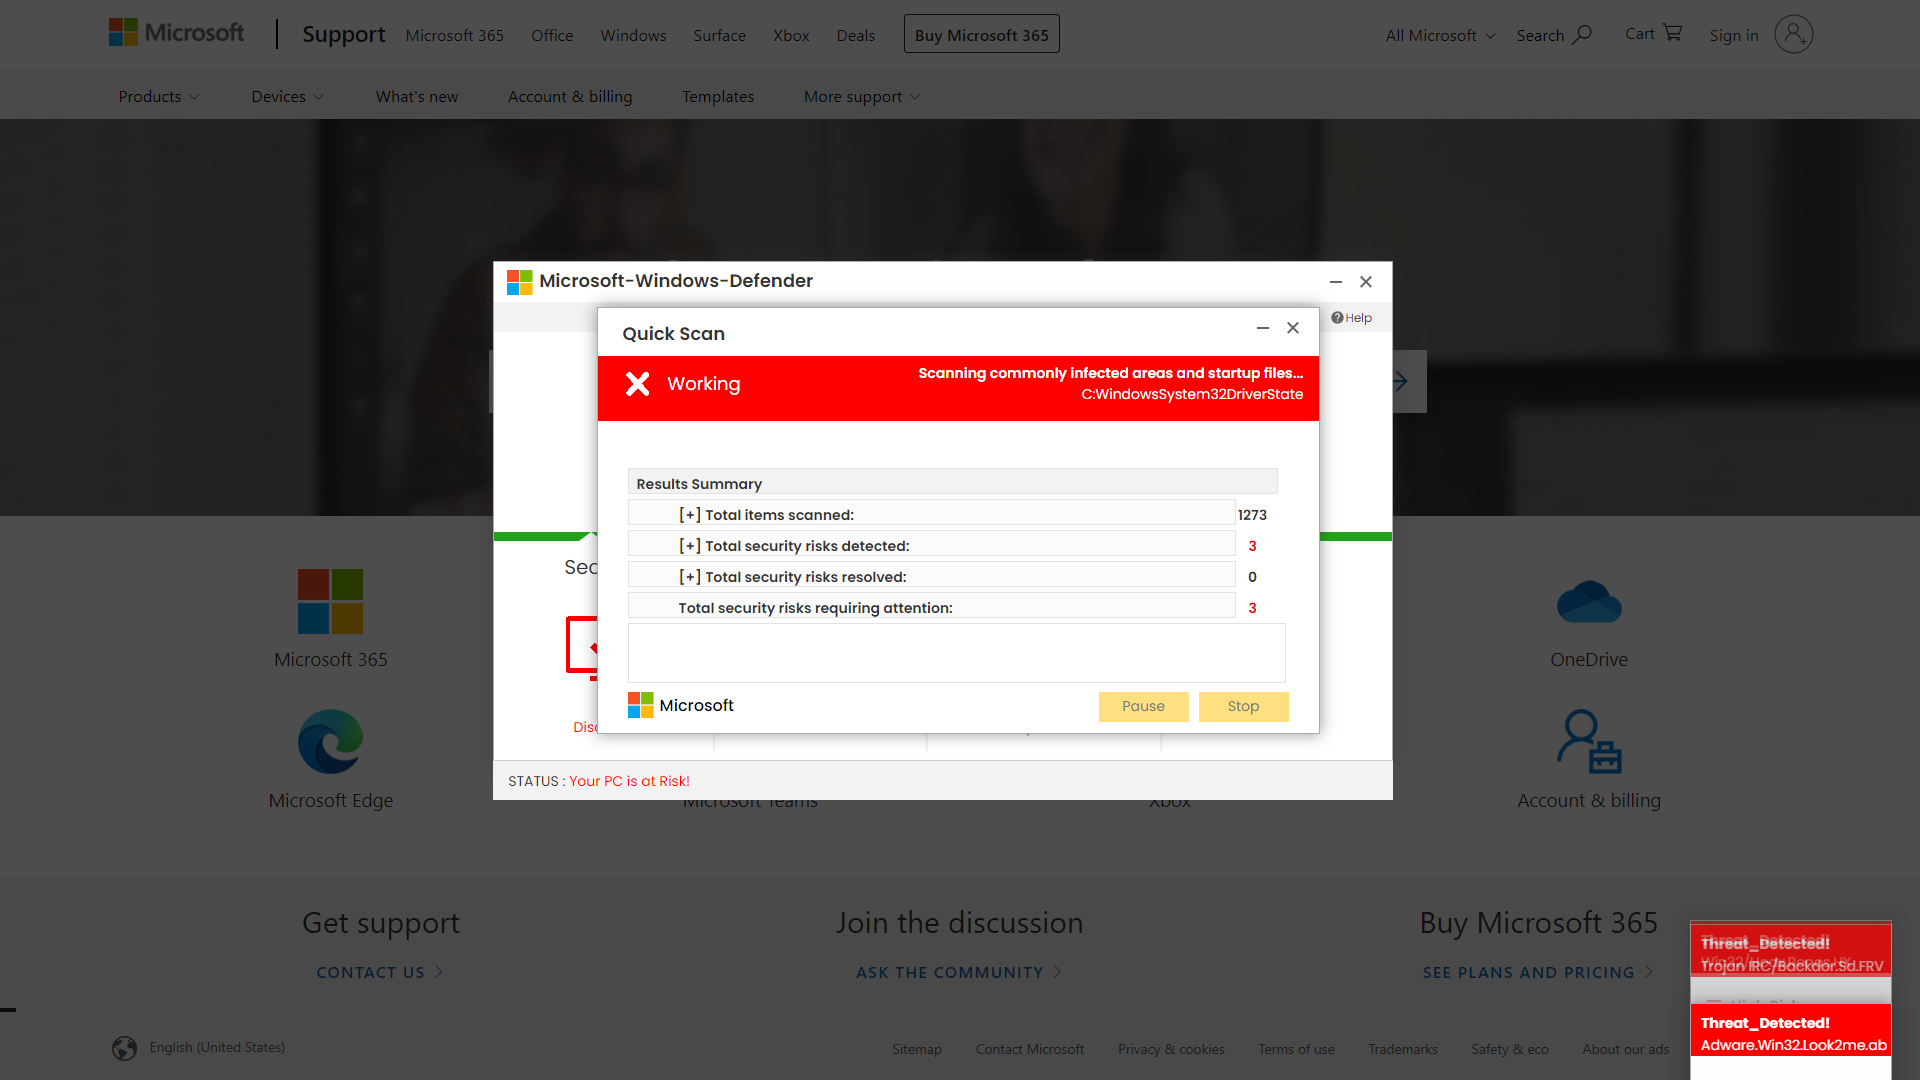 Microsoft
Support
Microsoft 365
Office
Windows
Surface
Xbox
Deals
Buy Microsoft 365
All Microsoft
Search
Cart
Sign in
Products
Devices
What's new
Account & billing
Templates
More support
Microsoft-Windows-Defender
Help
Quick Scan
Working
Scanning commonly infected areas and startup files...
C:WindowsSystem32DriverState
Results Summary
[+] Total items scanned: 1273
[+] Total security risks detected: 3
[+] Total security risks resolved: 0
Total security risks requiring attention: 3
Microsoft
Pause
Stop
Sec
Disc
STATUS : Your PC is at Risk!
Microsoft 365
OneDrive
Microsoft Edge
Microsoft Teams
Xbox
Account & billing
Get support
CONTACT US
Join the discussion
ASK THE COMMUNITY
Buy Microsoft 365
SEE PLANS AND PRICING
Threat_Detected!
Trojan IRC/Backdor.Sd.FRV
Threat_Detected!
Adware.Win32.Look2me.ab
English (United States)
Sitemap
Contact Microsoft
Privacy & cookies
Terms of use
Trademarks
Safety & eco
About our ads